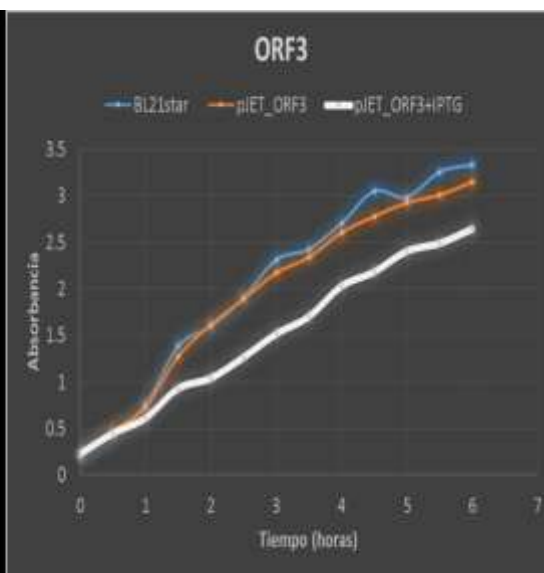 ORF3
BL21star pJET_ORF3 pJET_ORF3+IPTG
3.5
3
2.5
2
1.5
1
0.5
0
Absorbancia
0 1 2 3 4 5 6 7
Tiempo (horas)